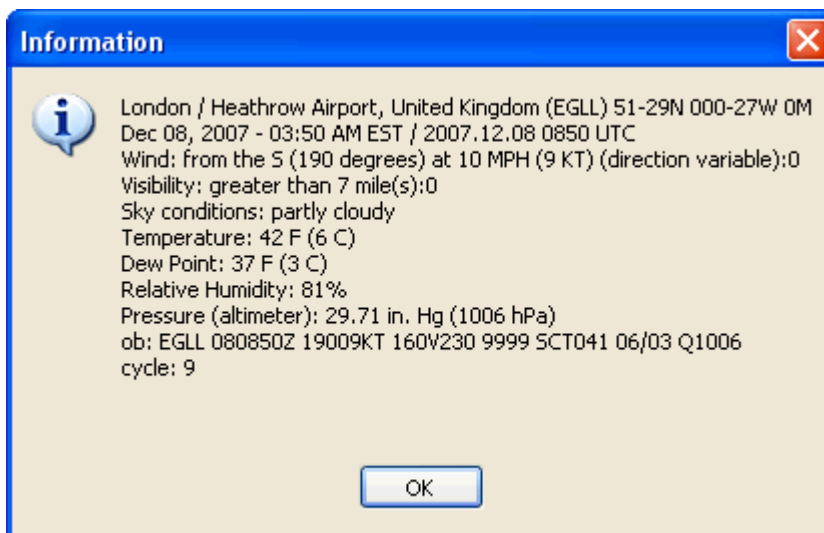 Information
London / Heathrow Airport, United Kingdom (EGLL) 51-29N 000-27W 0M
Dec 08, 2007 - 03:50 AM EST / 2007.12.08 0850 UTC
Wind: from the S (190 degrees) at 10 MPH (9 KT) (direction variable):0
Visibility: greater than 7 mile(s):0
Sky conditions: partly cloudy
Temperature: 42 F (6 C)
Dew Point: 37 F (3 C)
Relative Humidity: 81%
Pressure (altimeter): 29.71 in. Hg (1006 hPa)
ob: EGLL 080850Z 19009KT 160V230 9999 SCT041 06/03 Q1006
cycle: 9
OK